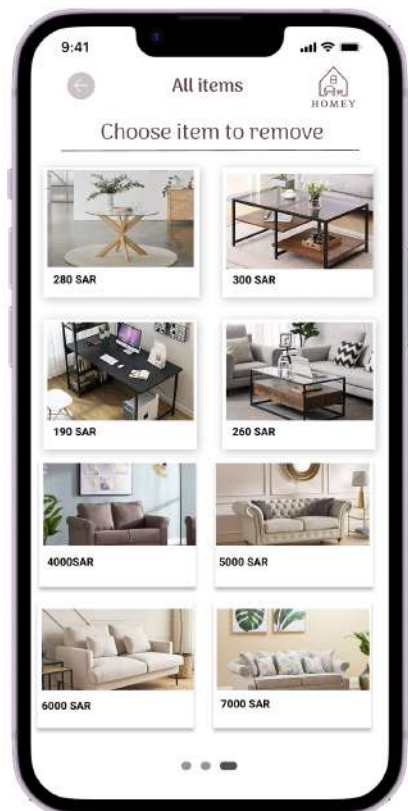 9:41
All items
HOMEY
Choose item to remove
280 SAR
300 SAR
190 SAR
260 SAR
4000SAR
5000 SAR
6000 SAR
7000 SAR